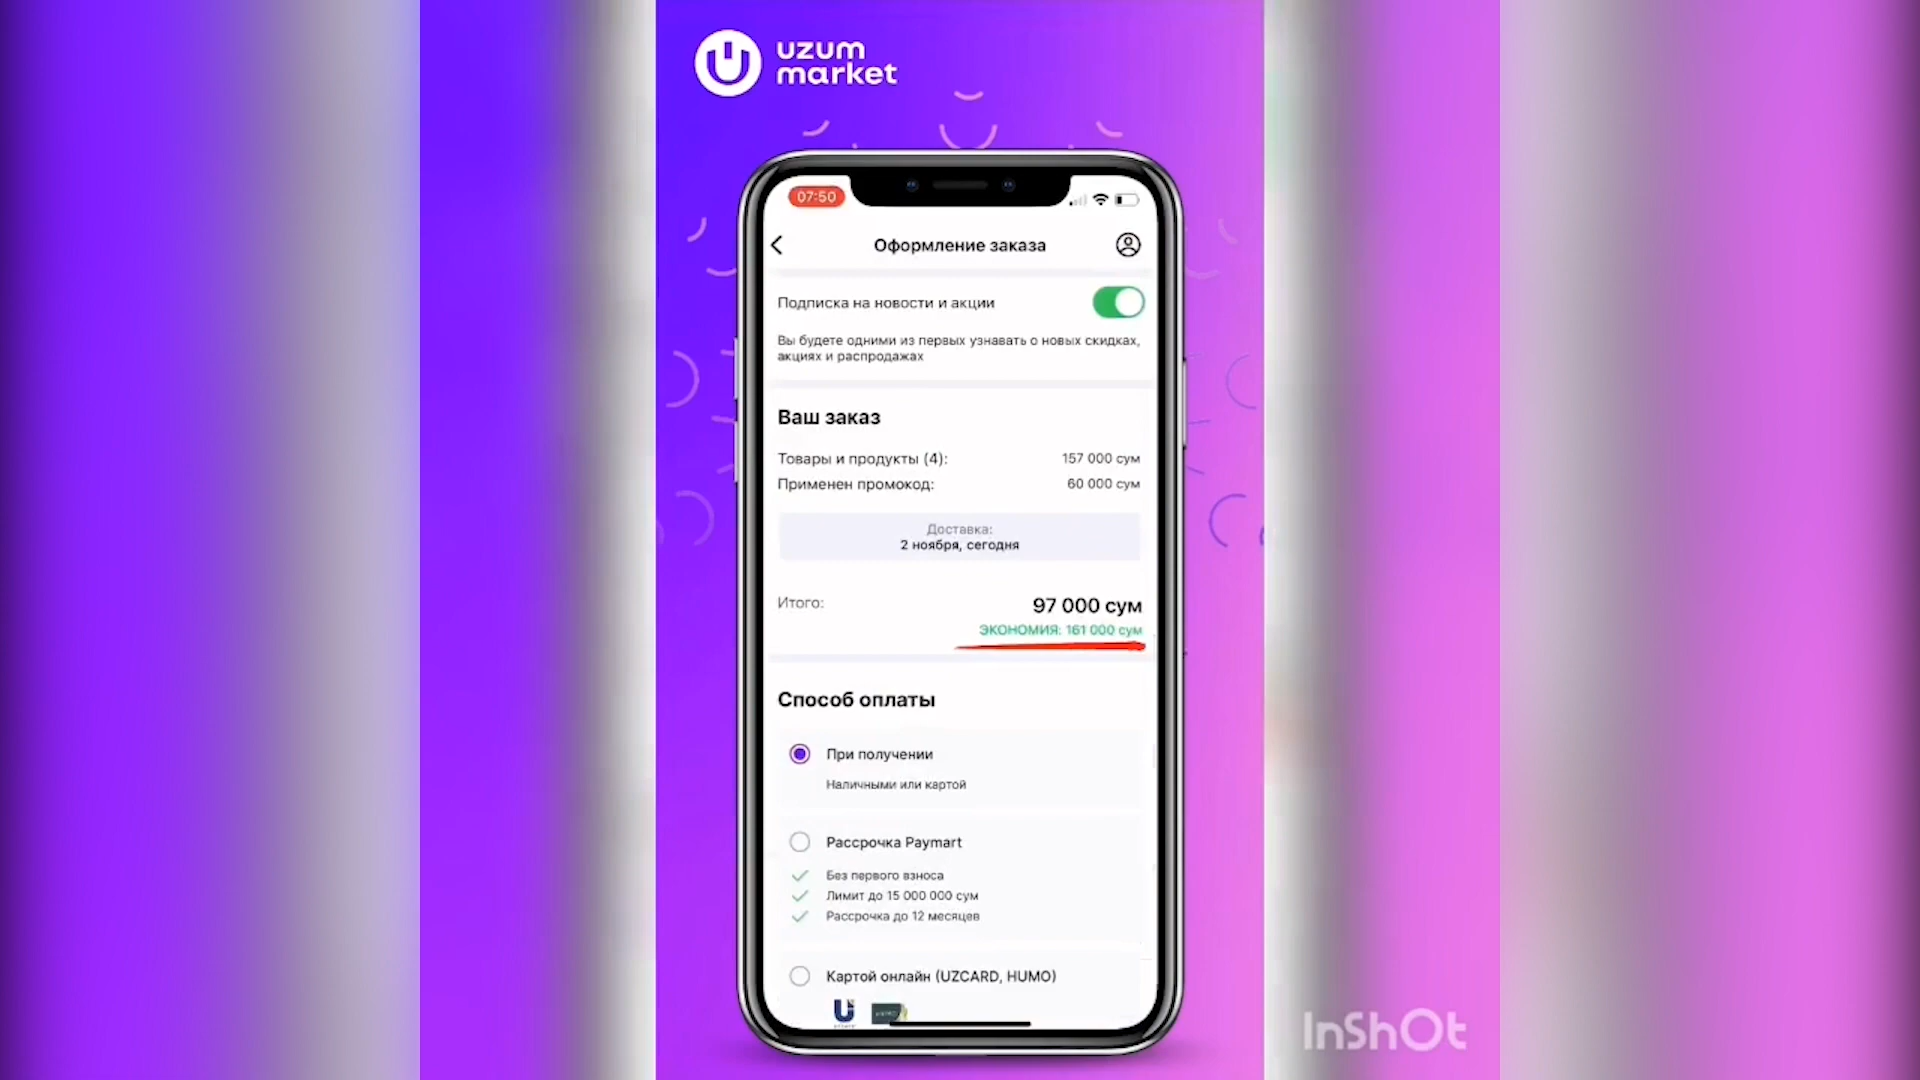 uzum
market
07:50
Оформление заказа
Подписка на новости и акции
Вы будете одними из первых узнавать о новых скидках,
акциях и распродажах
Ваш заказ
Товары и продукты (4): 157 000 сум
Применен промокод: 60 000 сум
Доставка:
2 ноября, сегодня
Итого: 97 000 сум
ЭКОНОМИЯ: 161 000 сум
Способ оплаты
При получении
Наличными или картой
Рассрочка Paymart
Без первого взноса
Лимит до 15 000 000 сум
Рассрочка до 12 месяцев
Картой онлайн (UZCARD, HUMO)
InShOt